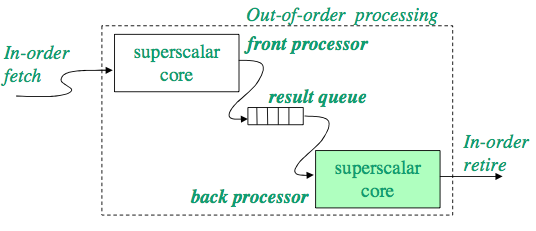 Out-of-order processing
In-order
fetch
superscalar
core
front processor
result queue
superscalar
core
back processor
In-order
retire